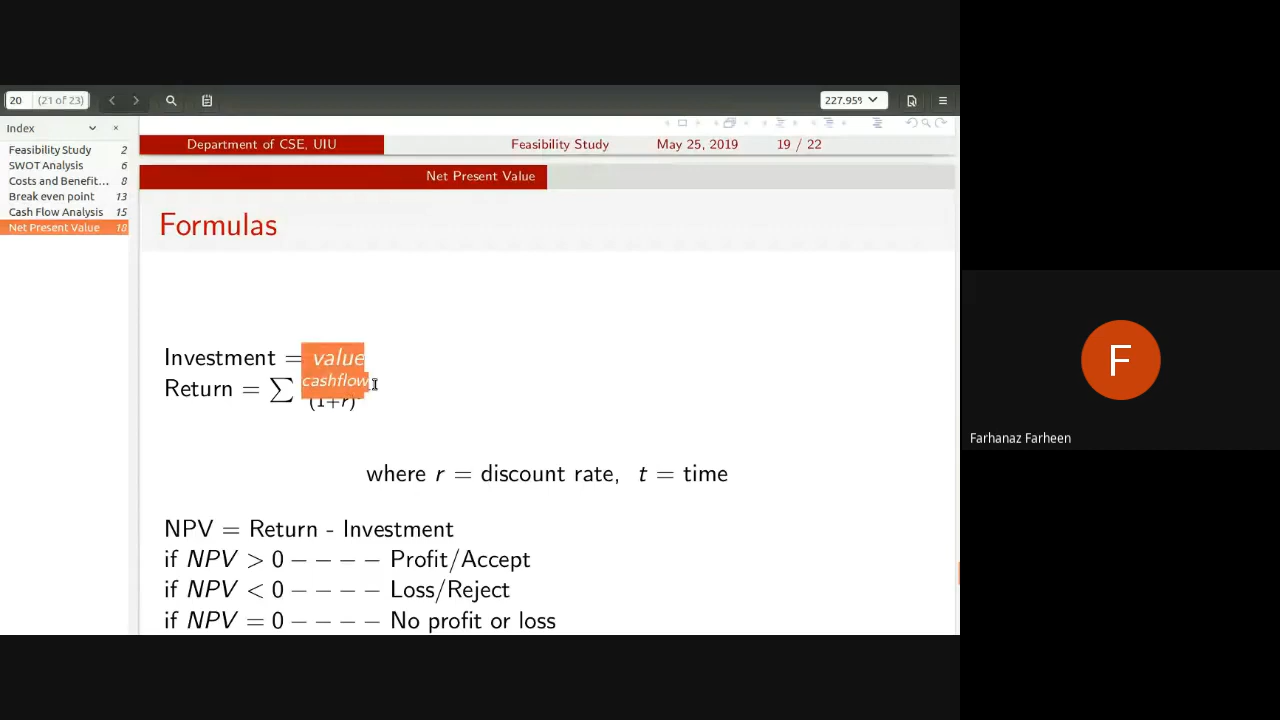 20 (21 of 23) 227.95%
Index
Feasibility Study 2
SWOT Analysis 6
Costs and Benefit... 8
Break even point 13
Cash Flow Analysis 15
Net Present Value 18
Department of CSE, UIU Feasibility Study May 25, 2019 19 / 22
Net Present Value
Formulas
Investment = value
Return = ∑ cashflow
(1+r)
where r = discount rate, t = time
NPV = Return - Investment
if NPV > 0 − − − − Profit/Accept
if NPV < 0 − − − − Loss/Reject
if NPV = 0 − − − − No profit or loss
F
Farhanaz Farheen